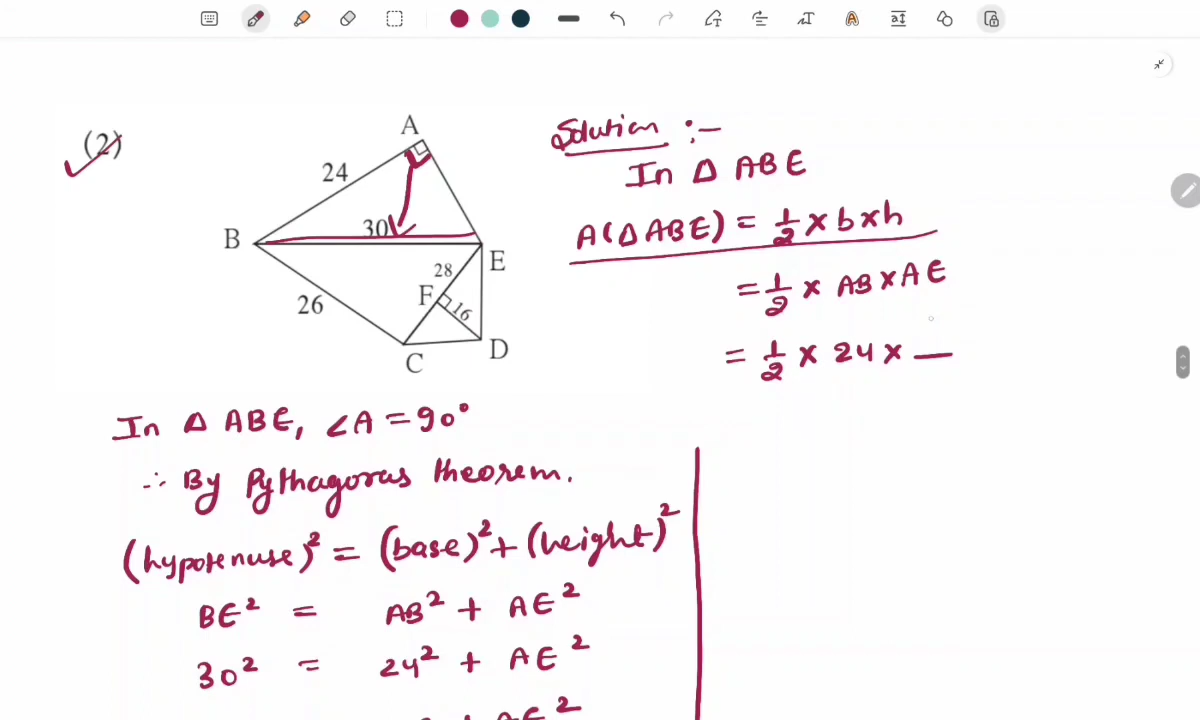 (2)
A
24
30
B
E
28
F
16
26
D
C
Solution :-
In Δ ABE
A(Δ ABE) = 1/2 × b × h
= 1/2 × AB × AE
= 1/2 × 24 × —
In Δ ABE, ∠A = 90°
∴ By Pythagoras theorem.
(hypotenuse)² = (base)² + (height)²
BE² = AB² + AE²
30² = 24² + AE²
+ AE²